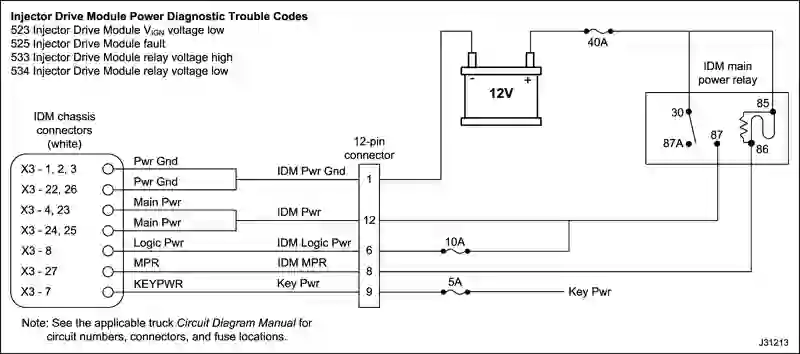 Injector Drive Module Power Diagnostic Trouble Codes
523 Injector Drive Module VIGN voltage low
525 Injector Drive Module fault
533 Injector Drive Module relay voltage high
534 Injector Drive Module relay voltage low
40A
IDM main
power relay
- +
12V
30
85
87A
87
86
IDM chassis
connectors
(white)
12-pin
connector
X3 - 1, 2, 3
Pwr Gnd
IDM Pwr Gnd
1
X3 - 22, 26
Pwr Gnd
X3 - 4, 23
Main Pwr
IDM Pwr
12
X3 - 24, 25
Main Pwr
X3 - 8
Logic Pwr
IDM Logic Pwr
6
10A
X3 - 27
MPR
IDM MPR
8
X3 - 7
KEYPWR
Key Pwr
9
5A
Key Pwr
Note: See the applicable truck Circuit Diagram Manual for
circuit numbers, connectors, and fuse locations.
J31213